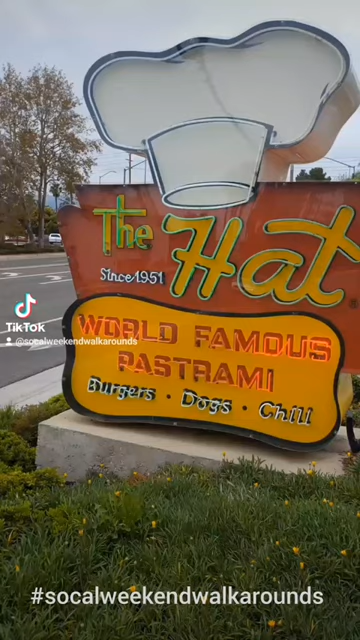 The
Hat
Since 1951
TikTok
@socalweekendwalkarounds
WORLD FAMOUS
PASTRAMI
Burgers · Dogs · Chili
#socalweekendwalkarounds